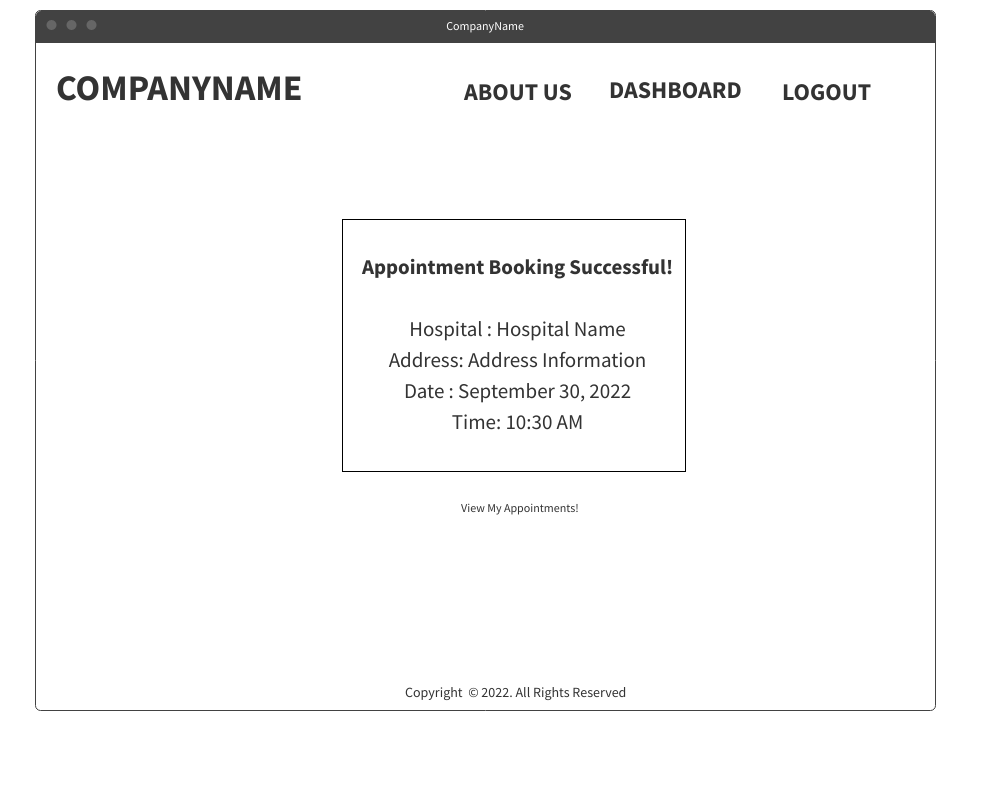 CompanyName
COMPANYNAME
ABOUT US DASHBOARD LOGOUT
Appointment Booking Successful!
Hospital : Hospital Name
Address: Address Information
Date : September 30, 2022
Time: 10:30 AM
View My Appointments!
Copyright © 2022. All Rights Reserved